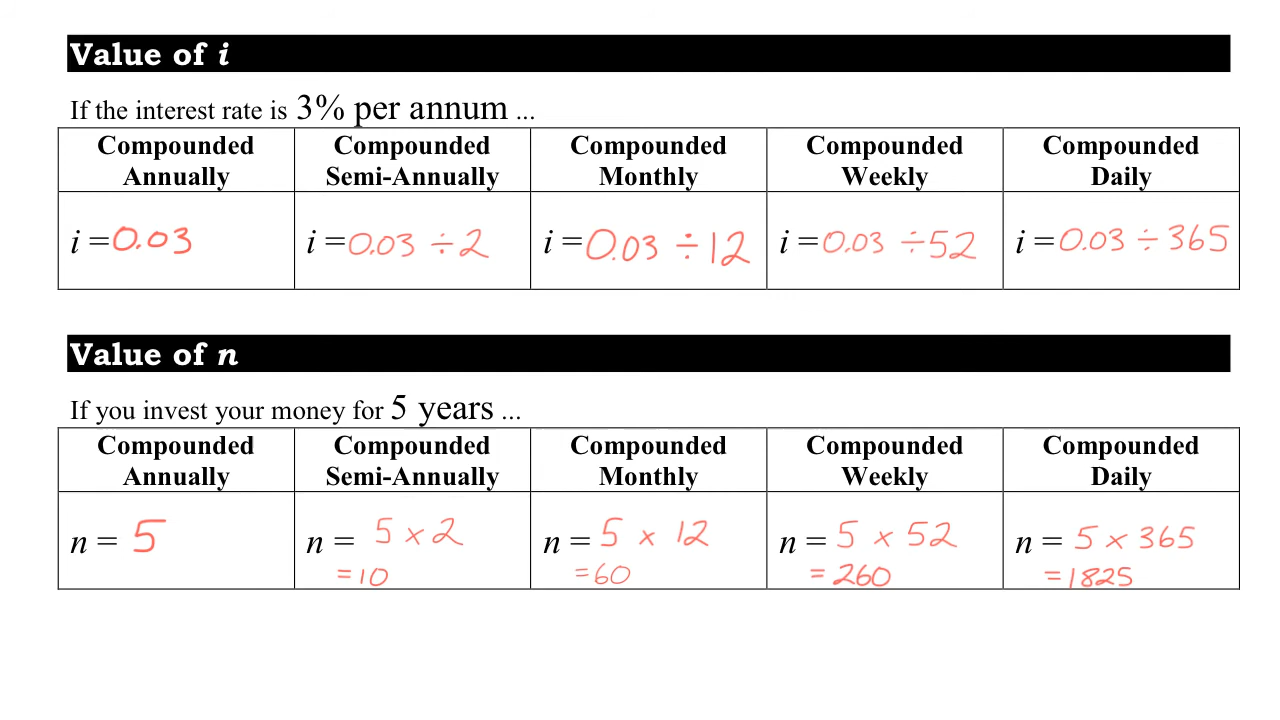 Value of i
If the interest rate is 3% per annum ...
Compounded Annually
Compounded Semi-Annually
Compounded Monthly
Compounded Weekly
Compounded Daily
i = 0.03
i = 0.03 ÷ 2
i = 0.03 ÷ 12
i = 0.03 ÷ 52
i = 0.03 ÷ 365
Value of n
If you invest your money for 5 years ...
Compounded Annually
Compounded Semi-Annually
Compounded Monthly
Compounded Weekly
Compounded Daily
n = 5
n = 5 × 2
= 10
n = 5 × 12
= 60
n = 5 × 52
= 260
n = 5 × 365
= 1825